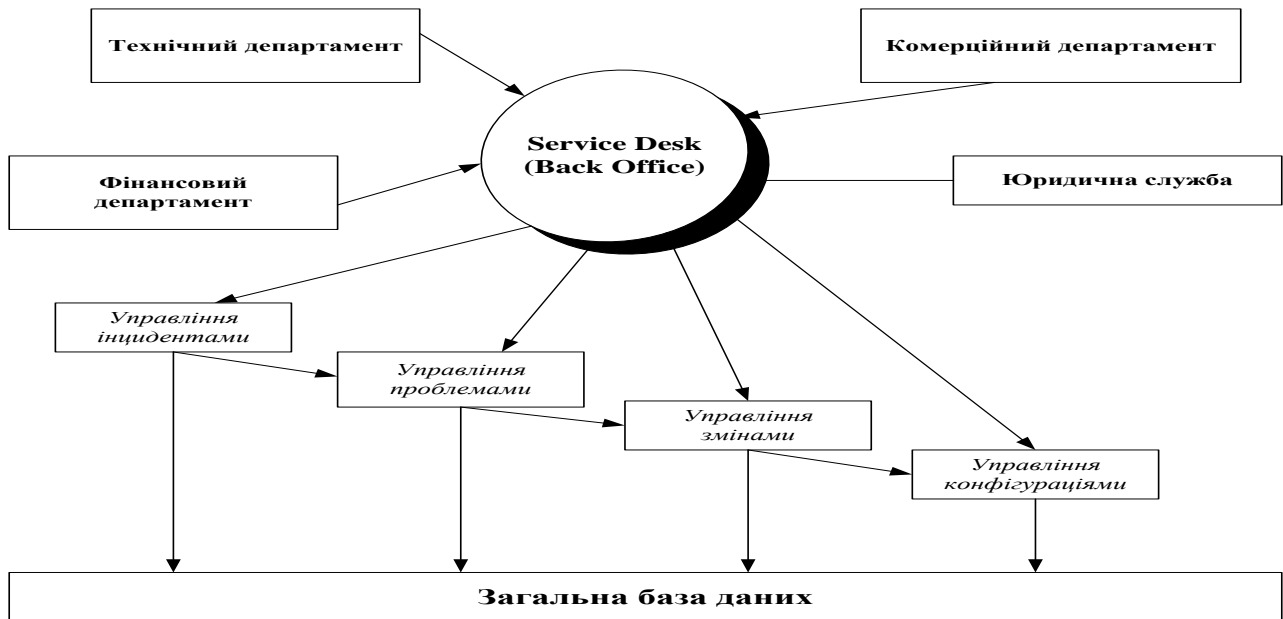 Технічний департамент
Комерційний департамент
Service Desk
(Back Office)
Фінансовий
департамент
Юридична служба
Управління
інцидентами
Управління
проблемами
Управління
змінами
Управління
конфігураціями
Загальна база даних